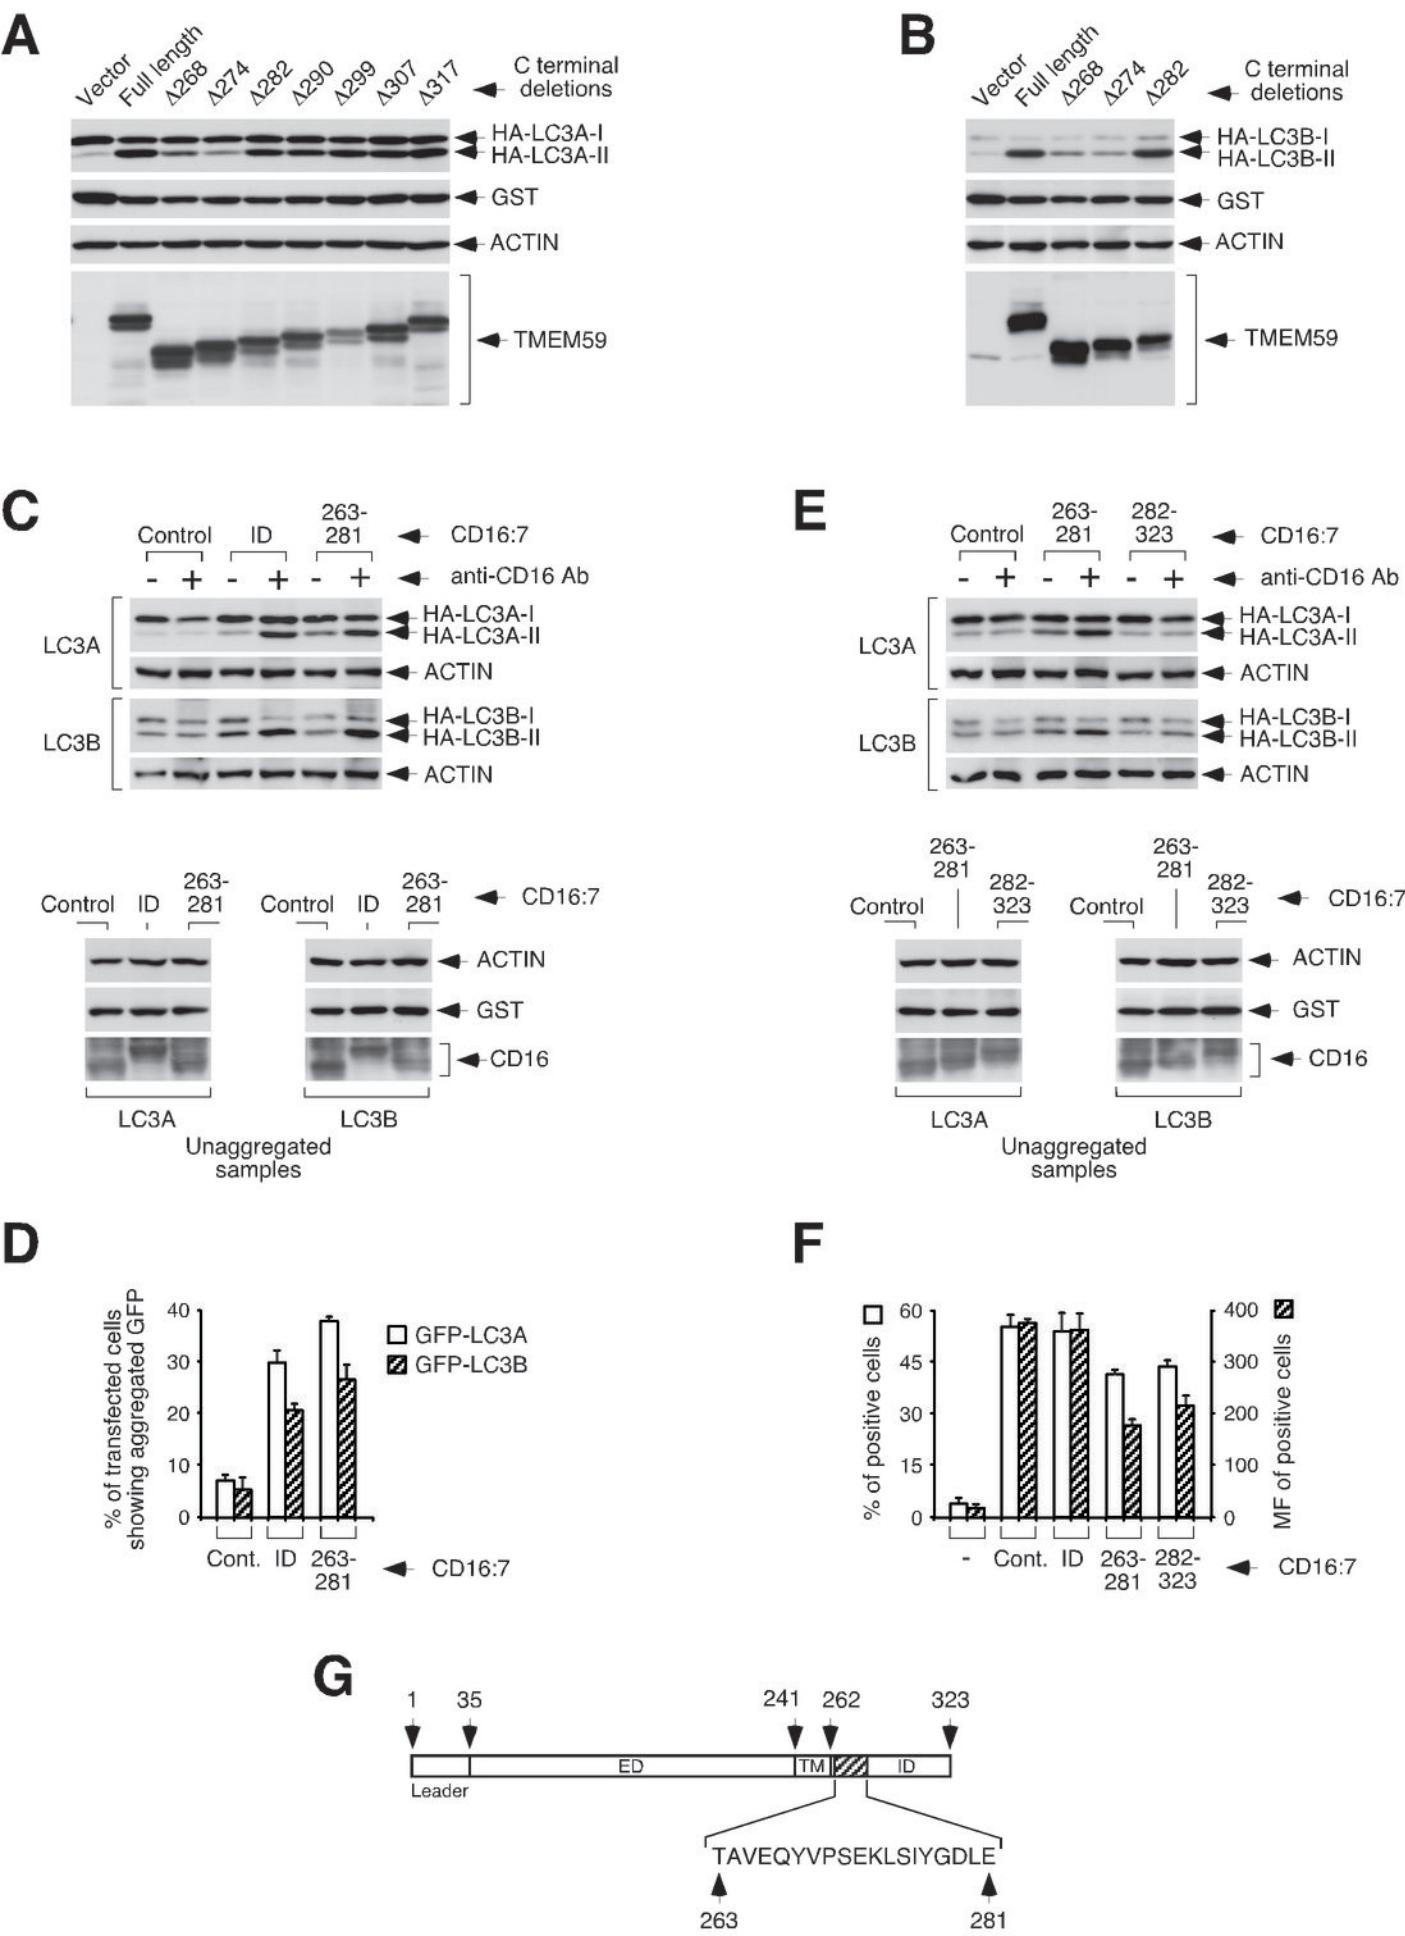 A
Vector Full length Δ268 Δ274 Δ282 Δ290 Δ299 Δ307 Δ317
C terminal
deletions
HA-LC3A-I
HA-LC3A-II
GST
ACTIN
TMEM59
B
Vector Full length Δ268 Δ274 Δ282
C terminal
deletions
HA-LC3B-I
HA-LC3B-II
GST
ACTIN
TMEM59
C
263-
Control ID 281 CD16:7
- + - + - + anti-CD16 Ab
LC3A
HA-LC3A-I
HA-LC3A-II
ACTIN
LC3B
HA-LC3B-I
HA-LC3B-II
ACTIN
263- 263-
Control ID 281 Control ID 281 CD16:7
ACTIN
GST
CD16
LC3A LC3B
Unaggregated
samples
E
263- 282-
Control 281 323 CD16:7
- + - + - + anti-CD16 Ab
LC3A
HA-LC3A-I
HA-LC3A-II
ACTIN
LC3B
HA-LC3B-I
HA-LC3B-II
ACTIN
263- 263-
281 282- 281 282-
Control 323 Control 323 CD16:7
ACTIN
GST
CD16
LC3A LC3B
Unaggregated
samples
D
% of transfected cells
showing aggregated GFP
40
30
20
10
0
GFP-LC3A
GFP-LC3B
Cont. ID 263-
281
CD16:7
F
% of positive cells
60
45
30
15
0
400
300
200
100
0
MF of positive cells
- Cont. ID 263- 282-
281 323
CD16:7
G
1 35 241 262 323
ED TM ID
Leader
TAVEQYVPSEKLSIYGDLE
263 281